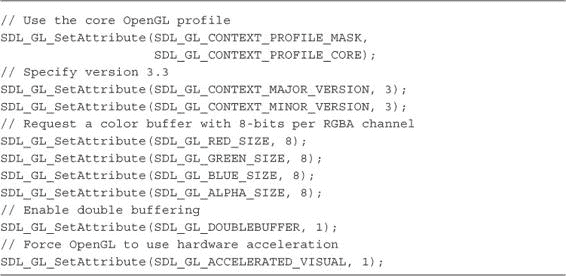 // Use the core OpenGL profile
SDL_GL_SetAttribute(SDL_GL_CONTEXT_PROFILE_MASK,
                    SDL_GL_CONTEXT_PROFILE_CORE);
// Specify version 3.3
SDL_GL_SetAttribute(SDL_GL_CONTEXT_MAJOR_VERSION, 3);
SDL_GL_SetAttribute(SDL_GL_CONTEXT_MINOR_VERSION, 3);
// Request a color buffer with 8-bits per RGBA channel
SDL_GL_SetAttribute(SDL_GL_RED_SIZE, 8);
SDL_GL_SetAttribute(SDL_GL_GREEN_SIZE, 8);
SDL_GL_SetAttribute(SDL_GL_BLUE_SIZE, 8);
SDL_GL_SetAttribute(SDL_GL_ALPHA_SIZE, 8);
// Enable double buffering
SDL_GL_SetAttribute(SDL_GL_DOUBLEBUFFER, 1);
// Force OpenGL to use hardware acceleration
SDL_GL_SetAttribute(SDL_GL_ACCELERATED_VISUAL, 1);